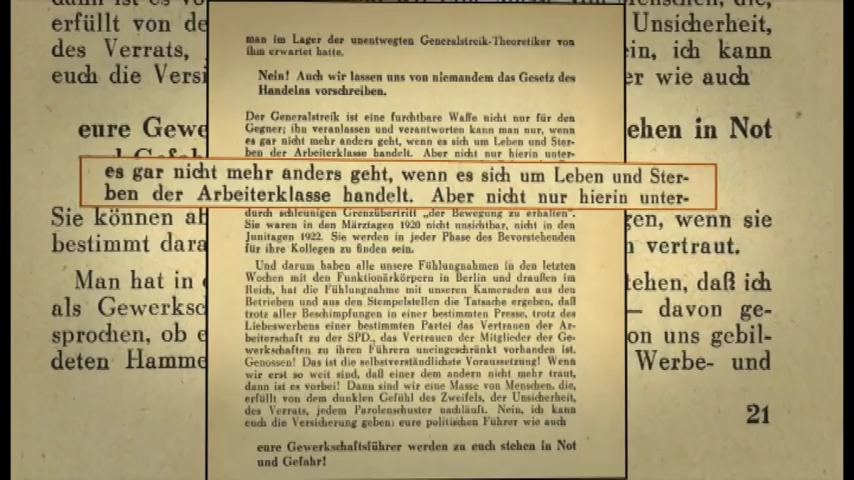 man im Lager der unentwegten Generalstreik-Theoretiker von
ihm erwartet hatte.
Nein! Auch wir lassen uns von niemandem das Gesetz des
Handelns vorschreiben.
Der Generalstreik ist eine furchtbare Waffe nicht nur für den
Gegner; ihn veranlassen und verantworten kann man nur, wenn
es gar nicht mehr anders geht, wenn es sich um Leben und Ster-
ben der Arbeiterklasse handelt. Aber nicht nur hierin unter-
es gar nicht mehr anders geht, wenn es sich um Leben und Ster-
ben der Arbeiterklasse handelt. Aber nicht nur hierin unter-
durch schleunigen Grenzübertritt „der Bewegung zu erhalten".
Sie waren in den Märztagen 1920 nicht unsichtbar, nicht in den
Junitagen 1922. Sie werden in jeder Phase des Bevorstehenden
für ihre Kollegen zu finden sein.
Und darum haben alle unsere Fühlungnahmen in den letzten
Wochen mit den Funktionärkörpern in Berlin und draußen im
Reich, hat die Fühlungnahme mit unseren Kameraden aus den
Betrieben und aus den Stempelstellen die Tatsache ergeben, daß
trotz aller Beschimpfungen in einer bestimmten Presse, trotz des
Liebeswerbens einer bestimmten Partei das Vertrauen der Ar-
beiterschaft zu der SPD., das Vertrauen der Mitglieder der Ge-
werkschaften zu ihren Führern uneingeschränkt vorhanden ist.
Genossen! Das ist die selbstverständlichste Voraussetzung! Wenn
wir erst so weit sind, daß einer dem andern nicht mehr traut,
dann ist es vorbei! Dann sind wir eine Masse von Menschen, die,
erfüllt von dem dunklen Gefühl des Zweifels, der Unsicherheit,
des Verrats, jedem Parolenschuster nachläuft. Nein, ich kann
euch die Versicherung geben: eure politischen Führer wie auch
eure Gewerkschaftsführer werden zu euch stehen in Not
und Gefahr!
erfüllt von de
des Verrats,
euch die Versi
eure Gewe
Sie können
bestimmt dara
Man hat in
als Gewerksc
sprochen, ob e
deten Hamme
Unsicherheit,
ein, ich kann
er wie auch
ehen in Not
gen, wenn sie
vertraut.
tehen, daß ich
— davon ge-
on uns gebil-
Werbe- und
21